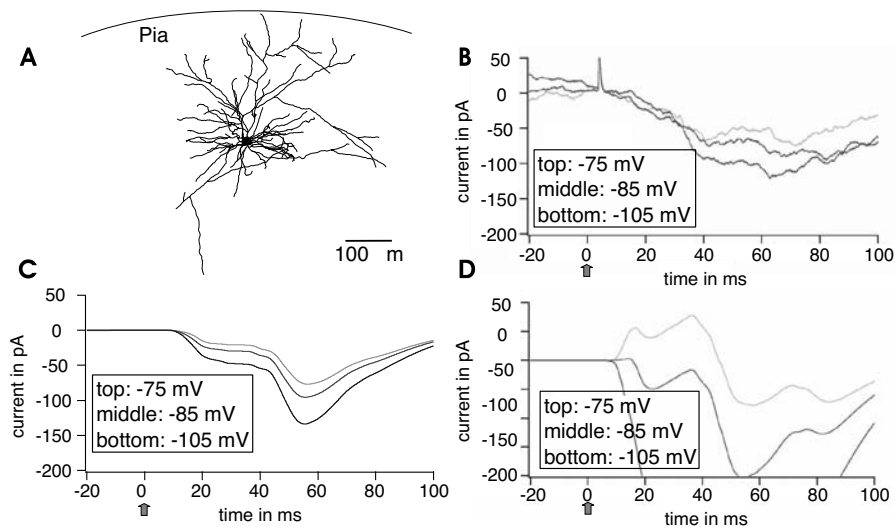 A
Pia
100 m
B
current in pA
50
0
-50
-100
-150
-200
top: -75 mV
middle: -85 mV
bottom: -105 mV
-20 0 20 40 60 80 100
time in ms
C
current in pA
50
0
-50
-100
-150
-200
top: -75 mV
middle: -85 mV
bottom: -105 mV
-20 0 20 40 60 80 100
time in ms
D
current in pA
50
0
-50
-100
-150
-200
top: -75 mV
middle: -85 mV
bottom: -105 mV
-20 0 20 40 60 80 100
time in ms